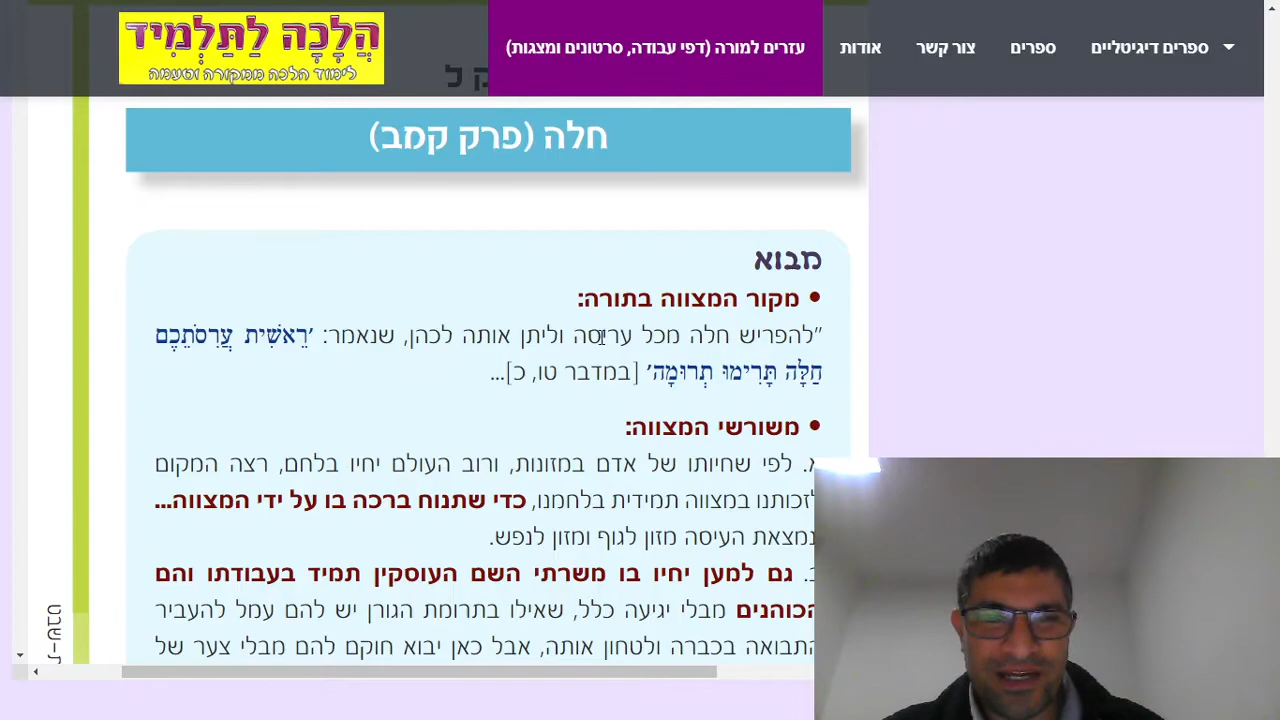 הֲלָכָה לַתַּלְמִיד
לימוד הלכה ממקורה וטעמה
עזרים למורה (דפי עבודה, סרטונים ומצגות)
אודות
צור קשר
ספרים
ספרים דיגיטליים
חלה (פרק קמב)
מבוא
• מקור המצווה בתורה:
"להפריש חלה מכל עריסה וליתן אותה לכהן, שנאמר: 'רֵאשִׁית עֲרִסֹתֵכֶם
חַלָּה תָּרִימוּ תְרוּמָה' [במדבר טו, כ]...
• משורשי המצווה:
א. לפי שחיותו של אדם במזונות, ורוב העולם יחיו בלחם, רצה המקום
לזכותנו במצווה תמידית בלחמנו, כדי שתנוח ברכה בו על ידי המצווה...
ונמצאת העיסה מזון לגוף ומזון לנפש.
ב. גם למען יחיו בו משרתי השם העוסקין תמיד בעבודתו והם
הכוהנים מבלי יגיעה כלל, שאילו בתרומת הגורן יש להם עמל להעביר
התבואה בכברה ולטחון אותה, אבל כאן יבוא חוקם להם מבלי צער של